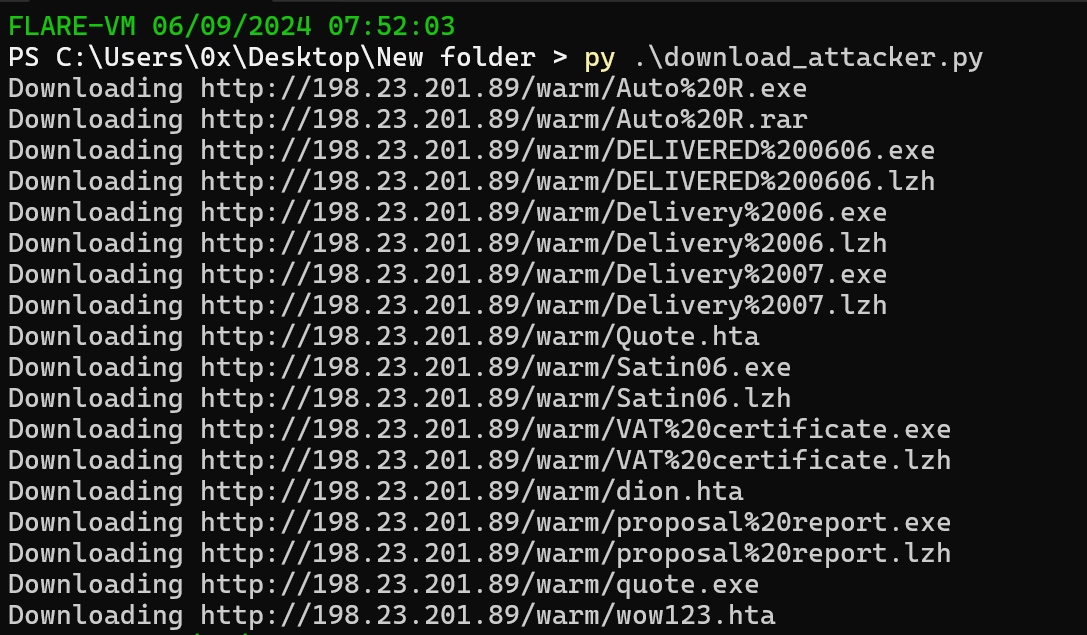 FLARE-VM 06/09/2024 07:52:03
PS C:\Users\0x\Desktop\New folder > py .\download_attacker.py
Downloading http://198.23.201.89/warm/Auto%20R.exe
Downloading http://198.23.201.89/warm/Auto%20R.rar
Downloading http://198.23.201.89/warm/DELIVERED%200606.exe
Downloading http://198.23.201.89/warm/DELIVERED%200606.lzh
Downloading http://198.23.201.89/warm/Delivery%2006.exe
Downloading http://198.23.201.89/warm/Delivery%2006.lzh
Downloading http://198.23.201.89/warm/Delivery%2007.exe
Downloading http://198.23.201.89/warm/Delivery%2007.lzh
Downloading http://198.23.201.89/warm/Quote.hta
Downloading http://198.23.201.89/warm/Satin06.exe
Downloading http://198.23.201.89/warm/Satin06.lzh
Downloading http://198.23.201.89/warm/VAT%20certificate.exe
Downloading http://198.23.201.89/warm/VAT%20certificate.lzh
Downloading http://198.23.201.89/warm/dion.hta
Downloading http://198.23.201.89/warm/proposal%20report.exe
Downloading http://198.23.201.89/warm/proposal%20report.lzh
Downloading http://198.23.201.89/warm/quote.exe
Downloading http://198.23.201.89/warm/wow123.hta